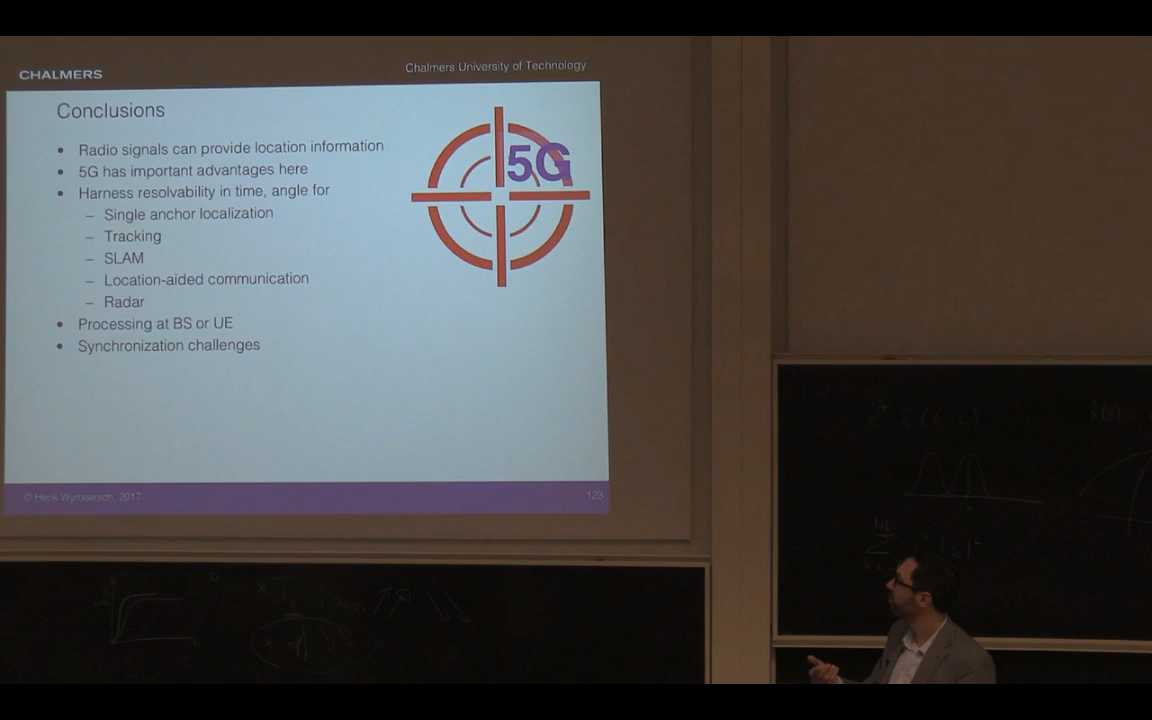 CHALMERS
Chalmers University of Technology
Conclusions
• Radio signals can provide location information
• 5G has important advantages here
• Harness resolvability in time, angle for
– Single anchor localization
– Tracking
– SLAM
– Location-aided communication
– Radar
• Processing at BS or UE
• Synchronization challenges
5G
© Henk Wymeersch, 2017
123